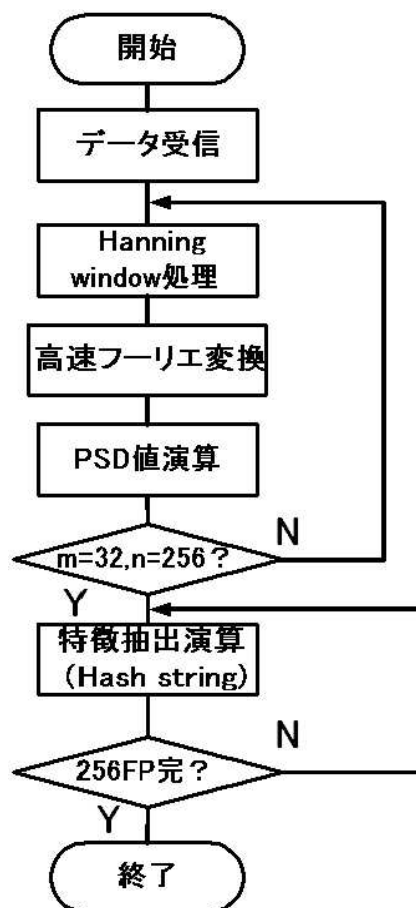 開始
データ受信
Hanning
window処理
高速フーリエ変換
PSD値演算
m=32,n=256？
N
Y
特徴抽出演算
(Hash string)
256FP完？
N
Y
終了